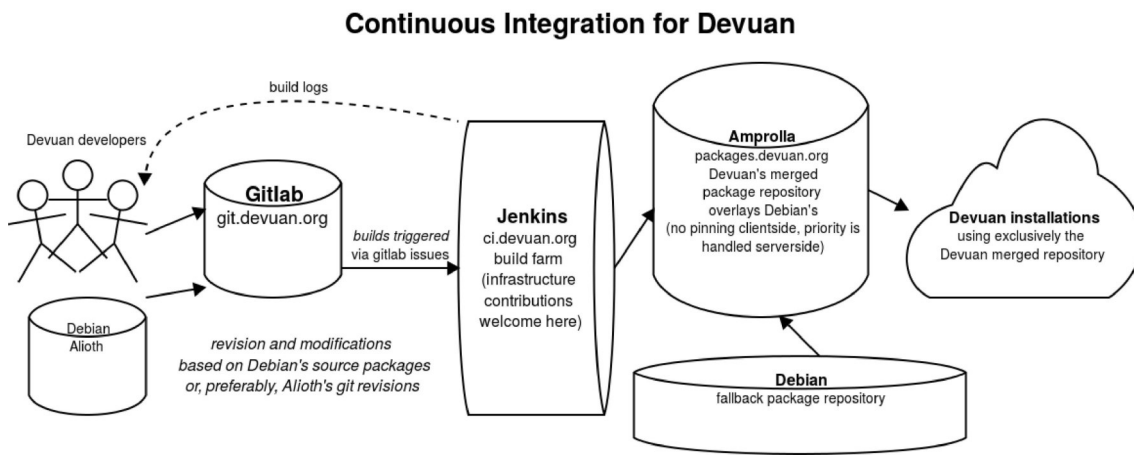 Continuous Integration for Devuan
build logs
Devuan developers
Gitlab
git.devuan.org
Debian
Alioth
builds triggered
via gitlab issues
revision and modifications
based on Debian's source packages
or, preferably, Alioth's git revisions
Jenkins
ci.devuan.org
build farm
(infrastructure
contributions
welcome here)
Amprolla
packages.devuan.org
Devuan's merged
package repository
overlays Debian's
(no pinning clientside, priority is
handled serverside)
Debian
fallback package repository
Devuan installations
using exclusively the
Devuan merged repository